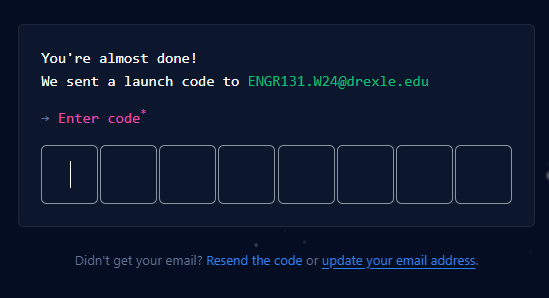 You're almost done!
We sent a launch code to ENGR131.W24@drexle.edu
→ Enter code*
Didn't get your email? Resend the code or update your email address.